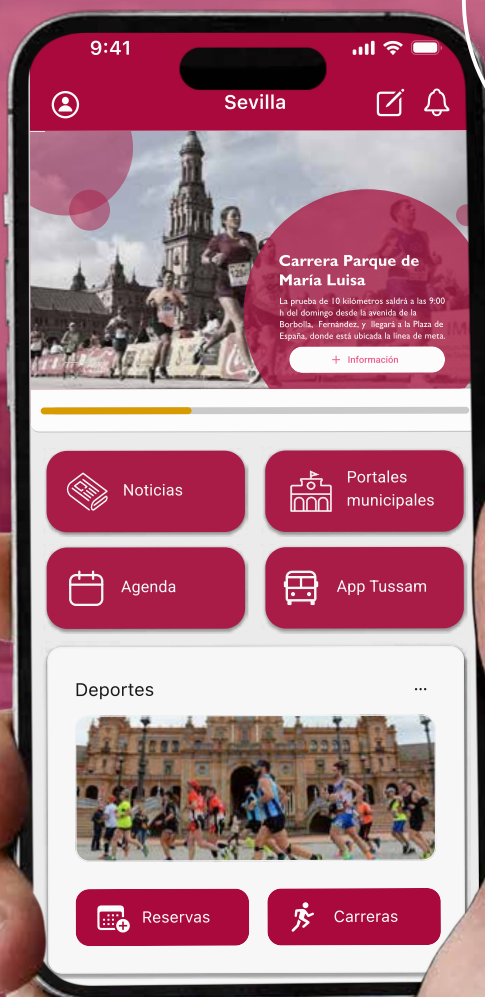 9:41
Sevilla
Carrera Parque de
María Luisa
La prueba de 10 kilómetros saldrá a las 9:00
h del domingo desde la avenida de la
Borbolla, Fernández, y llegará a la Plaza de
España, donde está ubicada la línea de meta.
+ Información
Noticias
Portales
municipales
Agenda
App Tussam
Deportes
...
Reservas
Carreras